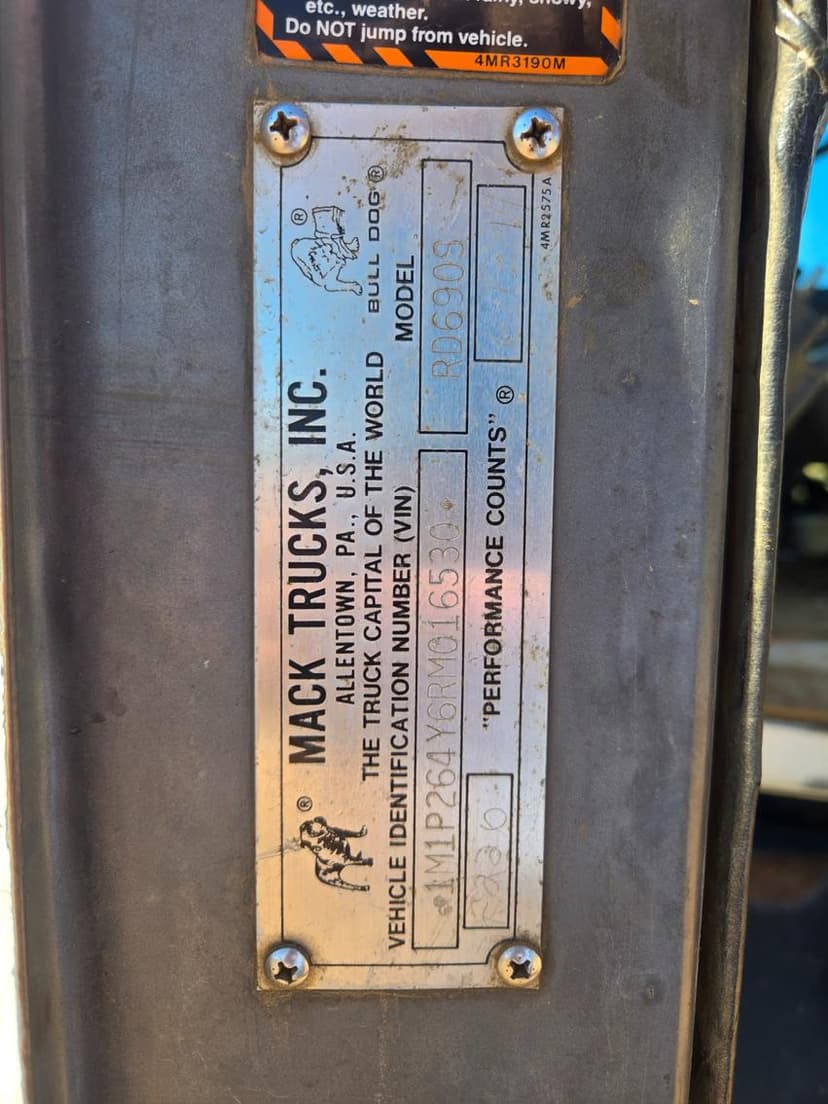 snowy,
etc., weather.
Do NOT jump from vehicle.
4MR3190M
® MACK TRUCKS, INC. ®
ALLENTOWN, PA., U.S.A.
THE TRUCK CAPITAL OF THE WORLD BULL DOG®
VEHICLE IDENTIFICATION NUMBER (VIN) MODEL
1M1P264Y6RM016530 RD690S
"PERFORMANCE COUNTS" ®
4MR2575A